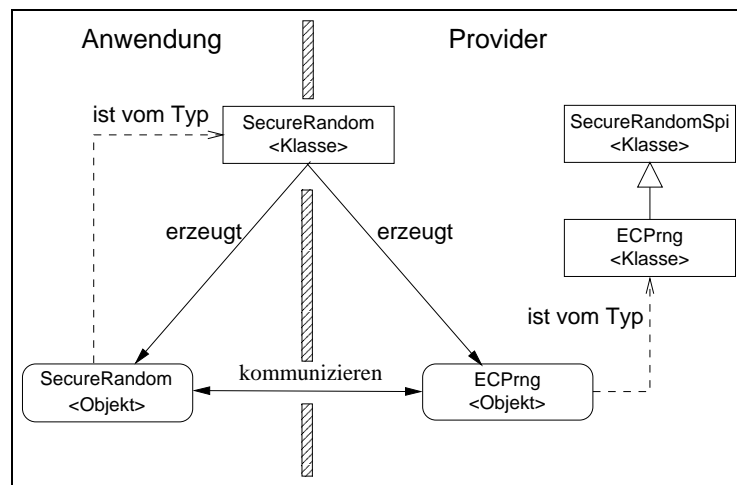 Anwendung
Provider
ist vom Typ
SecureRandom
<Klasse>
SecureRandomSpi
<Klasse>
erzeugt
erzeugt
ECPrng
<Klasse>
ist vom Typ
SecureRandom
<Objekt>
kommunizieren
ECPrng
<Objekt>